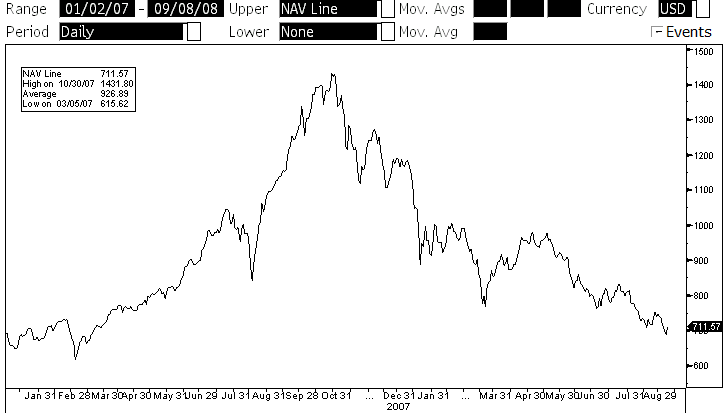 Range 01/02/07 - 09/08/08 Upper NAV Line Mov. Avgs Currency USD
Period Daily Lower None Mov. Avg Events
NAV Line 711.57
High on 10/30/07 1431.80
Average 926.89
Low on 03/05/07 615.62
1500
1400
1300
1200
1100
1000
900
800
711.57
700
600
Jan 31 Feb 28 Mar 30 Apr 30 May 31 Jun 29 Jul 31 Aug 31 Sep 28 Oct 31 ... Dec 31 Jan 31 ... Mar 31 Apr 30 May 30 Jun 30 Jul 31 Aug 29
2007